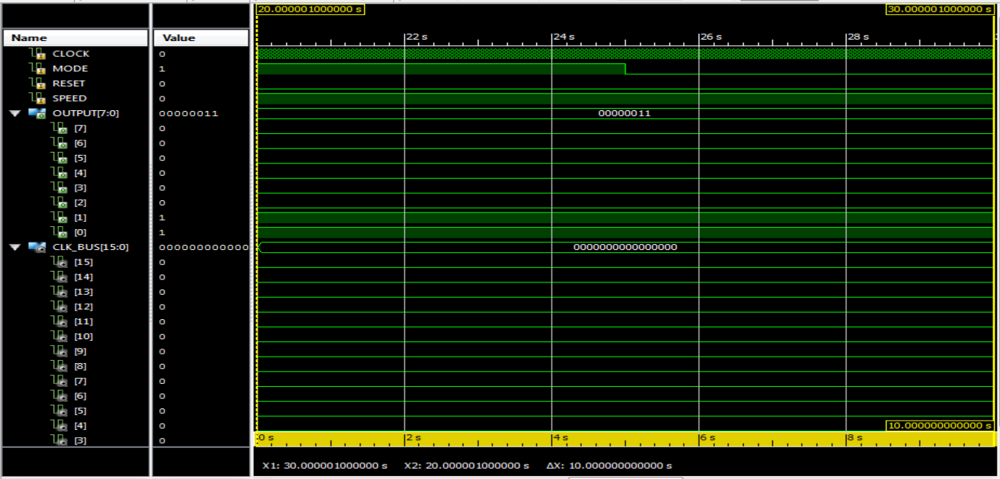 20.000001000000 s 30.000001000000 s
Name Value 22 s 24 s 26 s 28 s
CLOCK 0
MODE 1
RESET 0
SPEED 0
OUTPUT[7:0] 00000011 00000011
[7] 0
[6] 0
[5] 0
[4] 0
[3] 0
[2] 0
[1] 1
[0] 1
CLK_BUS[15:0] 000000000000 0000000000000000
[15] 0
[14] 0
[13] 0
[12] 0
[11] 0
[10] 0
[9] 0
[8] 0
[7] 0
[6] 0
[5] 0
[4] 0 10.000000000000 s
[3] 0 0 s 2 s 4 s 6 s 8 s
X1: 30.000001000000 s X2: 20.000001000000 s ΔX: 10.000000000000 s